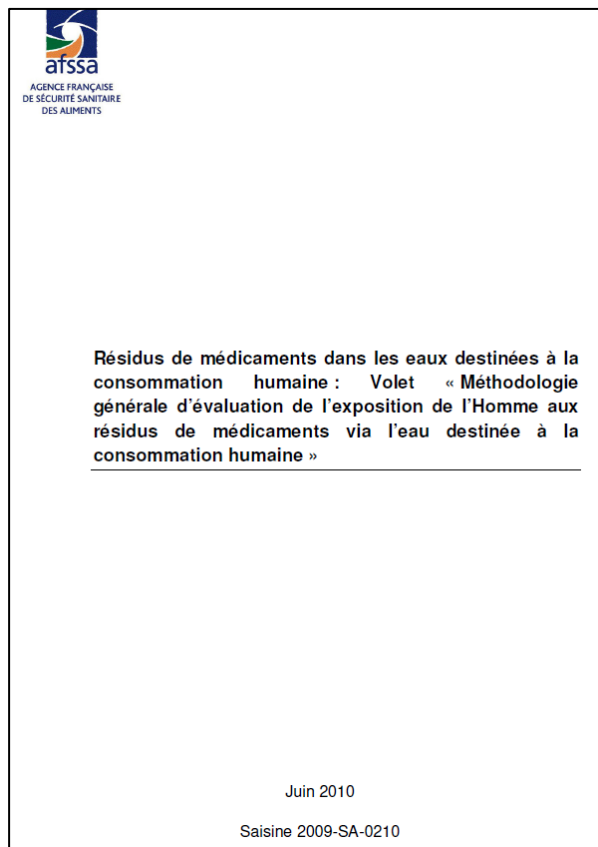 afssa
AGENCE FRANÇAISE
DE SÉCURITÉ SANITAIRE
DES ALIMENTS
Résidus de médicaments dans les eaux destinées à la
consommation humaine : Volet « Méthodologie
générale d’évaluation de l’exposition de l’Homme aux
résidus de médicaments via l’eau destinée à la
consommation humaine »
Juin 2010
Saisine 2009-SA-0210